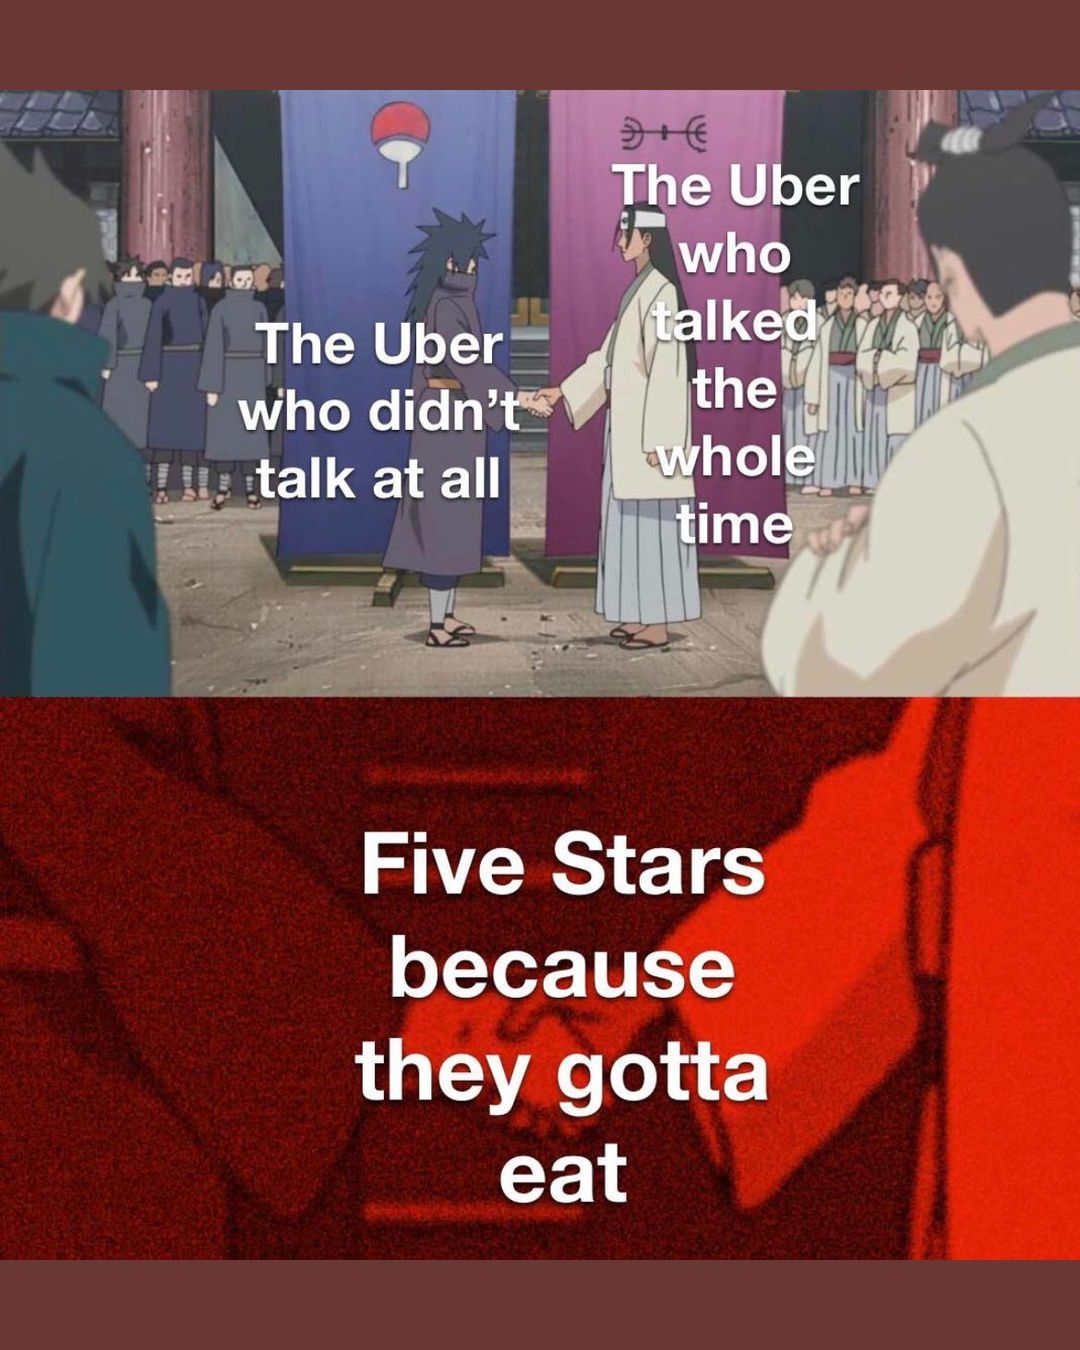 The Uber
who didn't
talk at all
The Uber
who
talked
the
whole
time
Five Stars
because
they gotta
eat